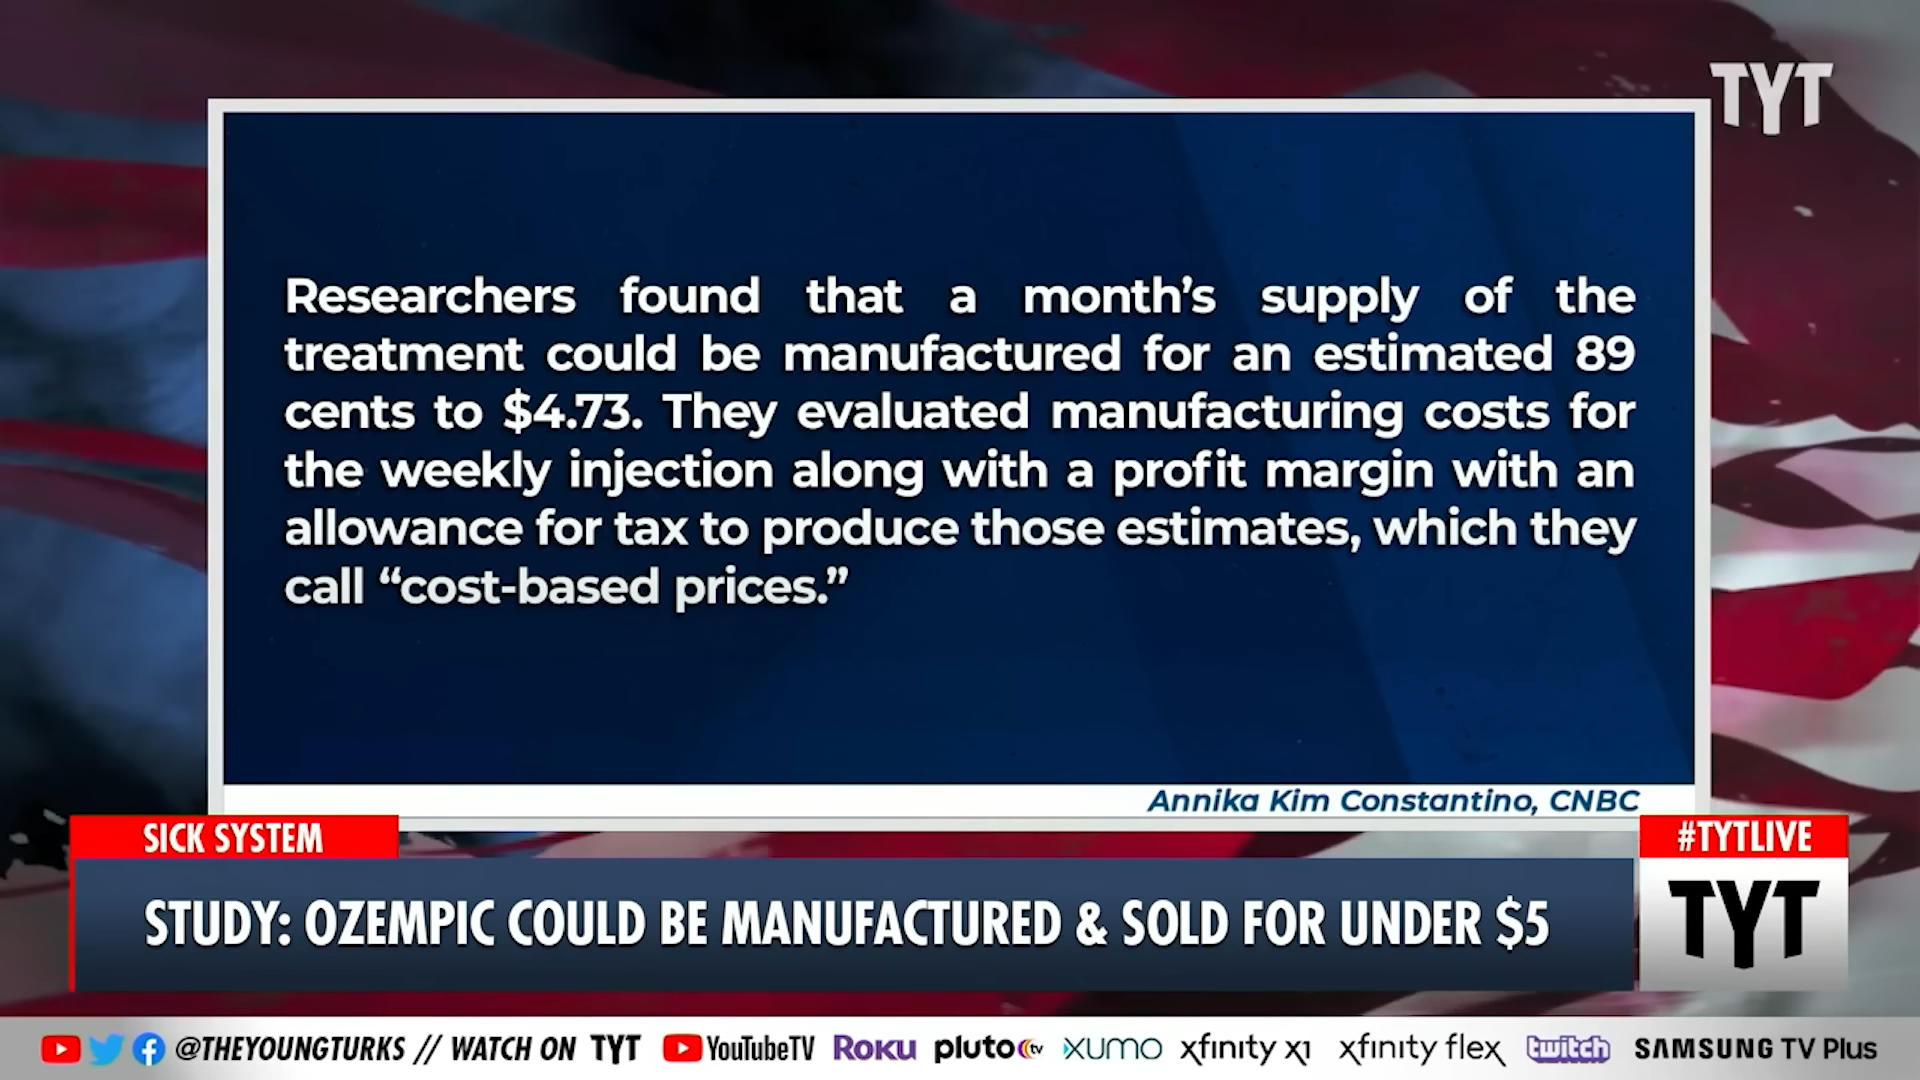 TYT
Researchers found that a month's supply of the
treatment could be manufactured for an estimated 89
cents to $4.73. They evaluated manufacturing costs for
the weekly injection along with a profit margin with an
allowance for tax to produce those estimates, which they
call “cost-based prices.”
Annika Kim Constantino, CNBC
SICK SYSTEM
STUDY: OZEMPIC COULD BE MANUFACTURED & SOLD FOR UNDER $5
#TYTLIVE
TYT
@THEYOUNGTURKS // WATCH ON TYT YouTubeTV ROKU pluto tv XUMO xfinity x1 xfinity flex twitch SAMSUNG TV Plus